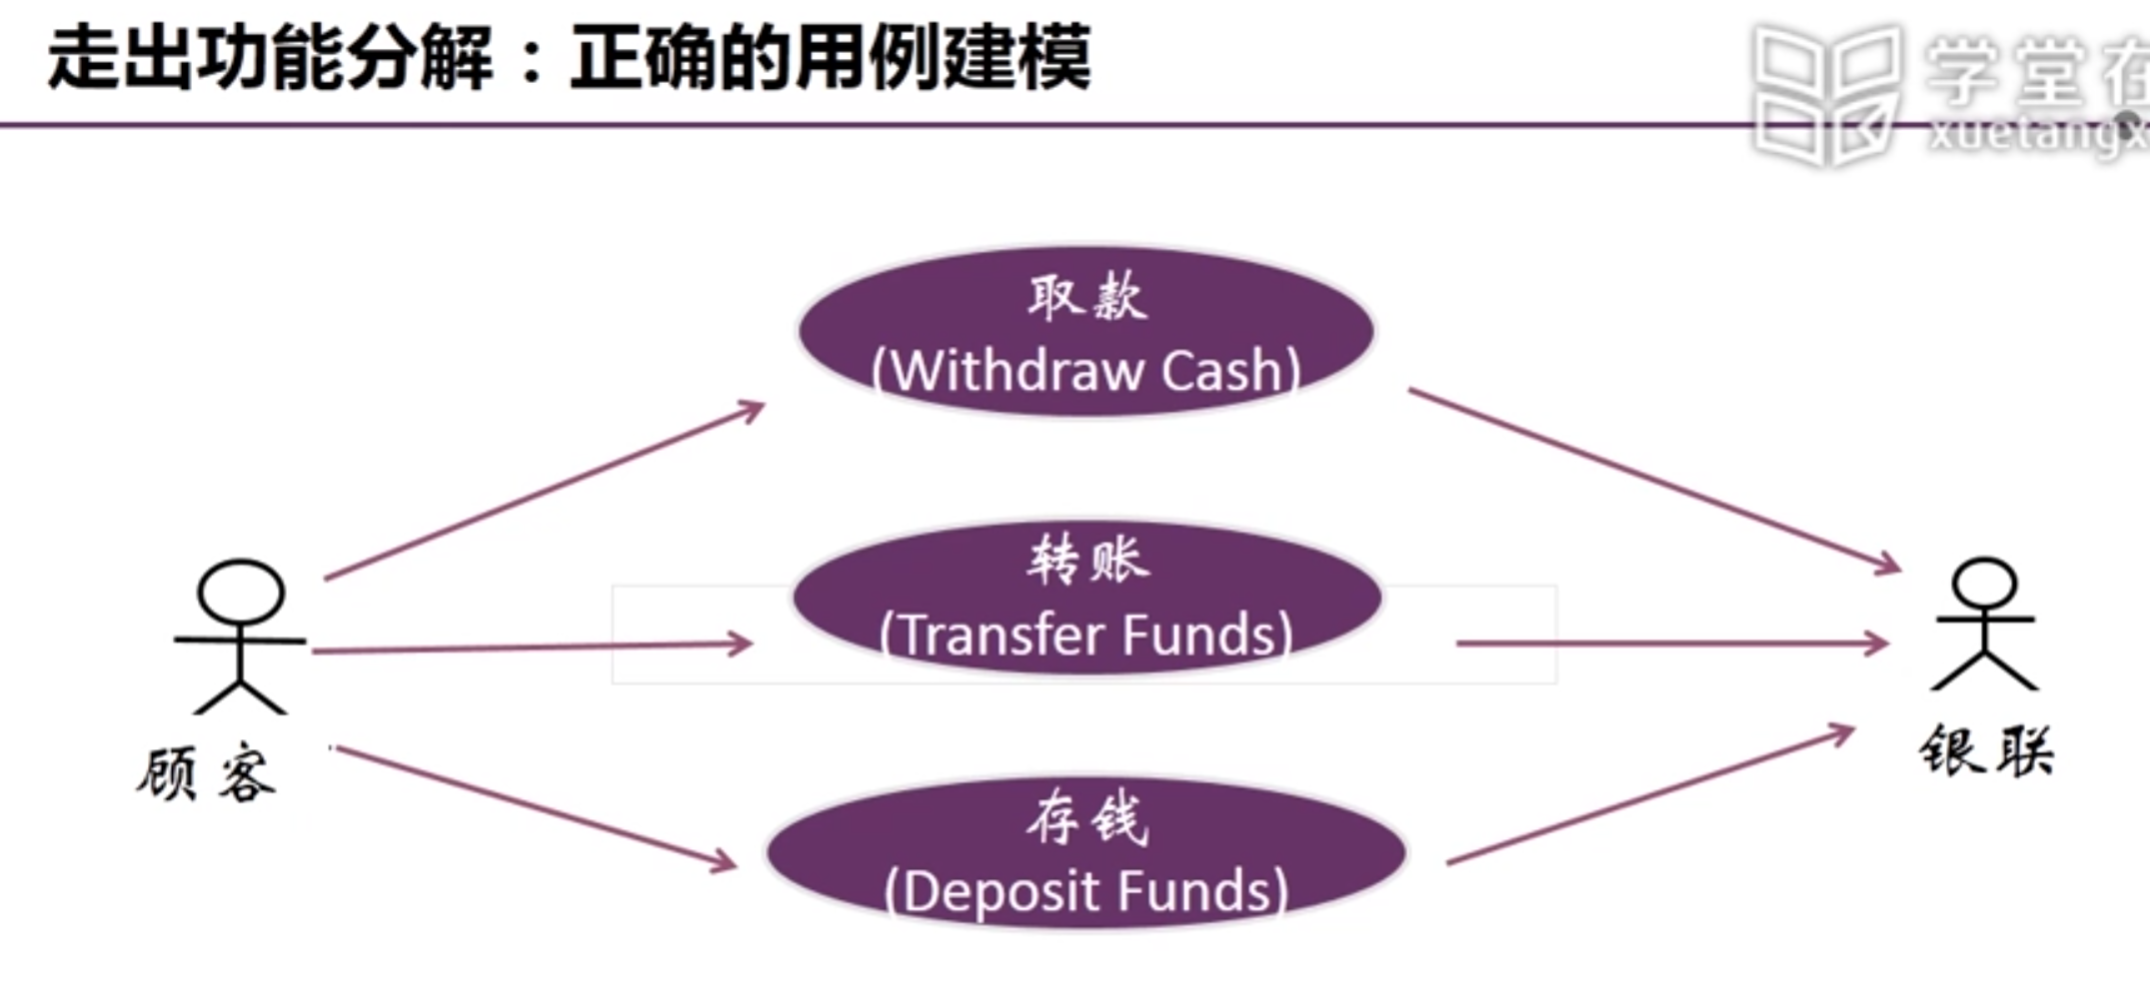 走出功能分解：正确的用例建模
学堂在
xuetangx
取款
(Withdraw Cash)
转账
(Transfer Funds)
顾客
银联
存钱
(Deposit Funds)